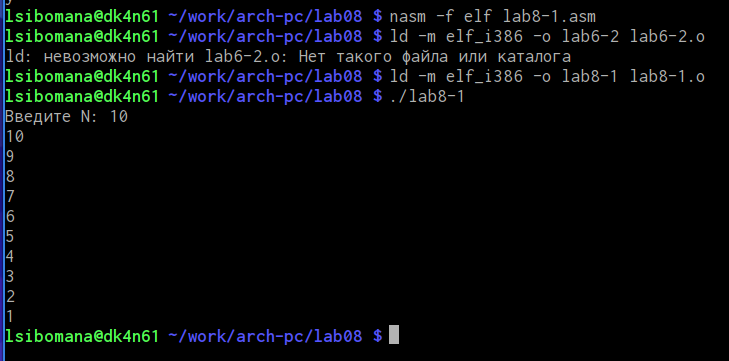 lsibomana@dk4n61 ~/work/arch-pc/lab08 $ nasm -f elf lab8-1.asm
lsibomana@dk4n61 ~/work/arch-pc/lab08 $ ld -m elf_i386 -o lab6-2 lab6-2.o
ld: невозможно найти lab6-2.o: Нет такого файла или каталога
lsibomana@dk4n61 ~/work/arch-pc/lab08 $ ld -m elf_i386 -o lab8-1 lab8-1.o
lsibomana@dk4n61 ~/work/arch-pc/lab08 $ ./lab8-1
Введите N: 10
10
9
8
7
6
5
4
3
2
1
lsibomana@dk4n61 ~/work/arch-pc/lab08 $